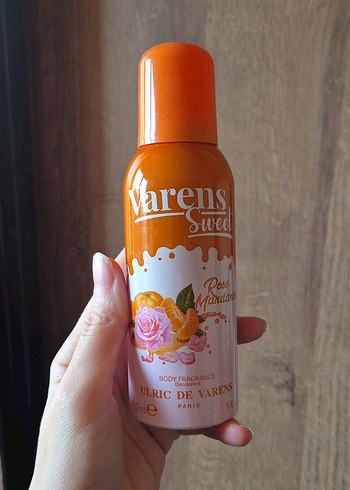 Varens
Sweet
Rose
BODY FRAGRANCE
Deodorant
ULRIC DE VARENS
PARIS